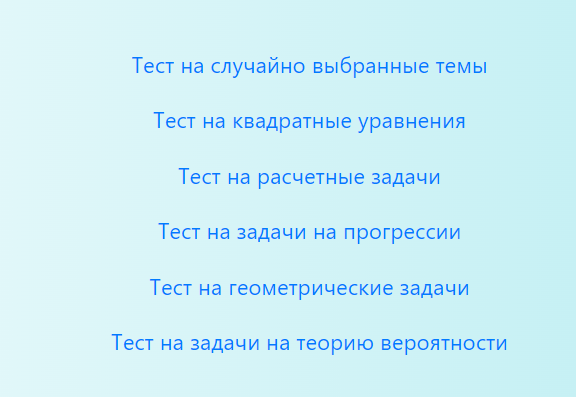 Тест на случайно выбранные темы
Тест на квадратные уравнения
Тест на расчетные задачи
Тест на задачи на прогрессии
Тест на геометрические задачи
Тест на задачи на теорию вероятности